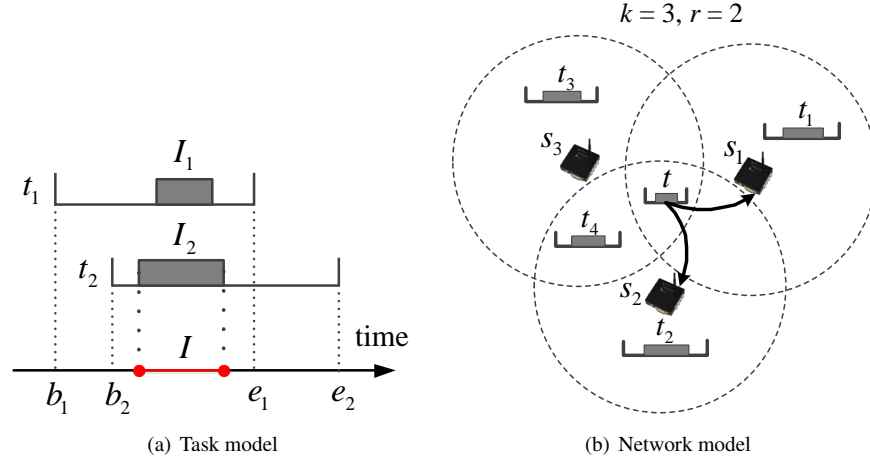 k = 3, r = 2
t₃
t₁
s₃
s₁
t
t₄
s₂
t₂
I₁
t₁
I₂
t₂
I
time
b₁ b₂ e₁ e₂
(a) Task model
(b) Network model